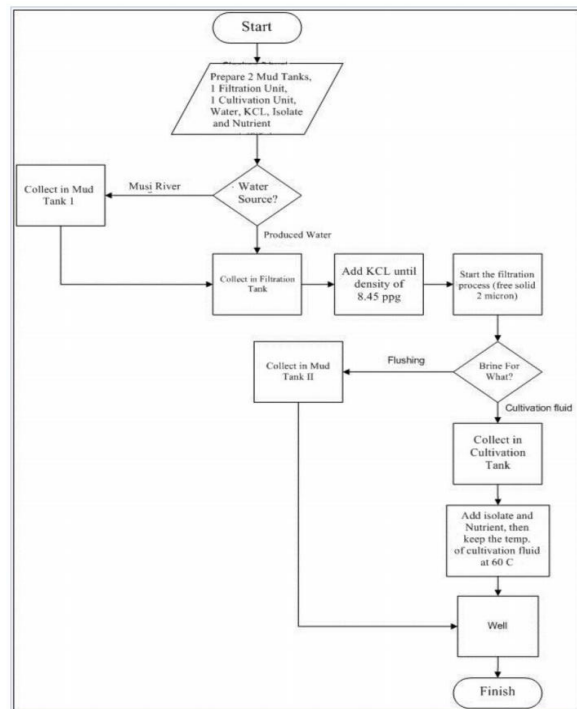 Start
Prepare 2 Mud Tanks,
1 Filtration Unit,
1 Cultivation Unit,
Water, KCL, Isolate
and Nutrient
Water
Source?
Musi River
Collect in Mud
Tank 1
Produced Water
Collect in Filtration
Tank
Add KCL until
density of
8.45 ppg
Start the filtration
process (free solid
2 micron)
Brine For
What?
Flushing
Collect in Mud
Tank II
Cultivation fluid
Collect in
Cultivation
Tank
Add isolate and
Nutrient, then
keep the temp.
of cultivation fluid
at 60 C
Well
Finish